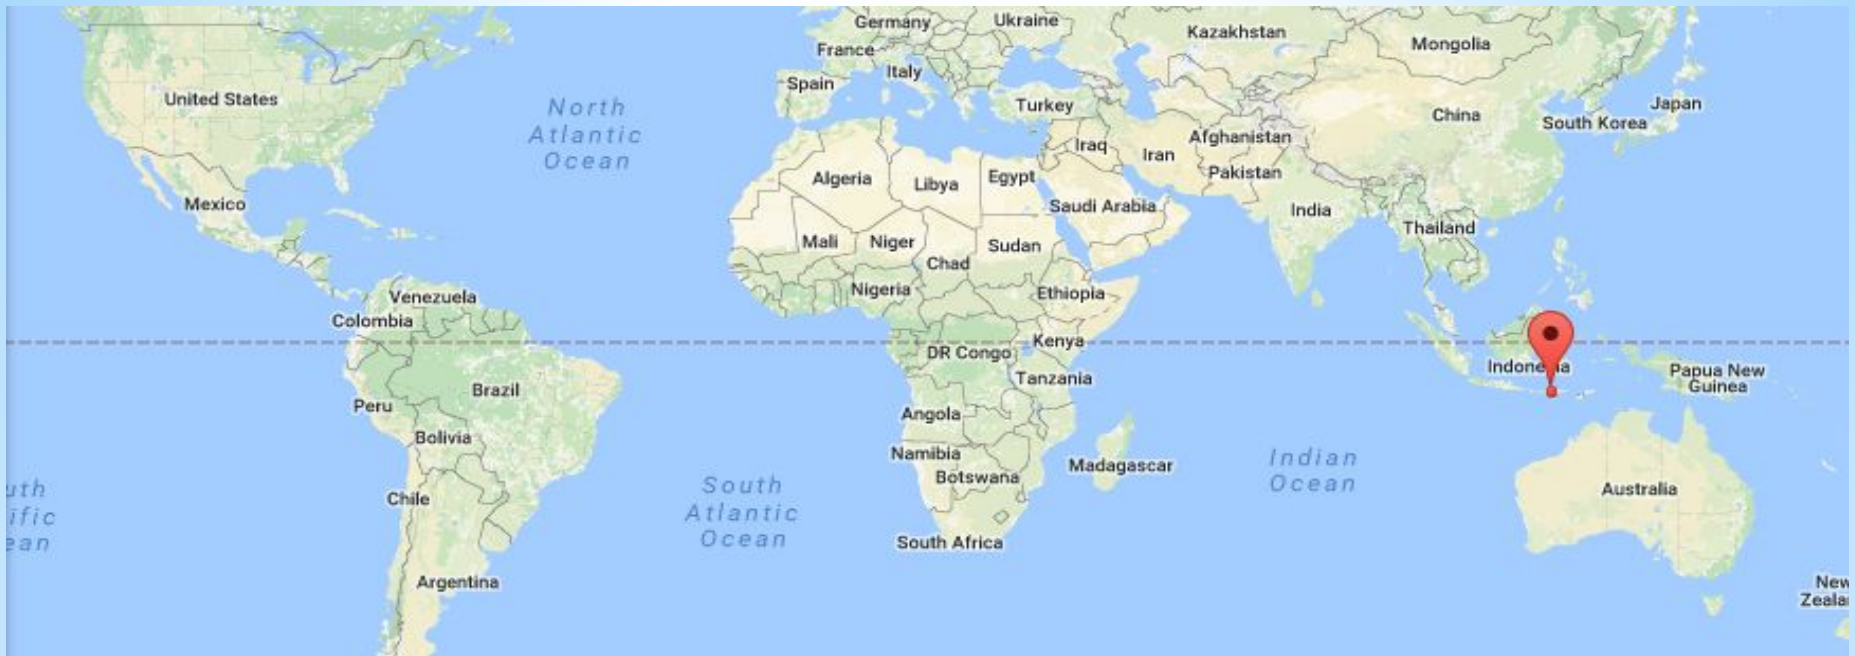 Germany
Ukraine
Kazakhstan
Mongolia
France
Italy
Spain
United States
North
Atlantic
Ocean
Turkey
China
Japan
South Korea
Afghanistan
Iraq
Iran
Pakistan
Algeria
Libya
Egypt
Saudi Arabia
India
Mexico
Thailand
Mali
Niger
Sudan
Chad
Nigeria
Ethiopia
Venezuela
Colombia
DR Congo
Kenya
Tanzania
Papua New
Guinea
Brazil
Peru
Angola
Bolivia
Namibia
Botswana
Madagascar
Indian
Ocean
Chile
South
Atlantic
Ocean
Australia
South Africa
Argentina
New